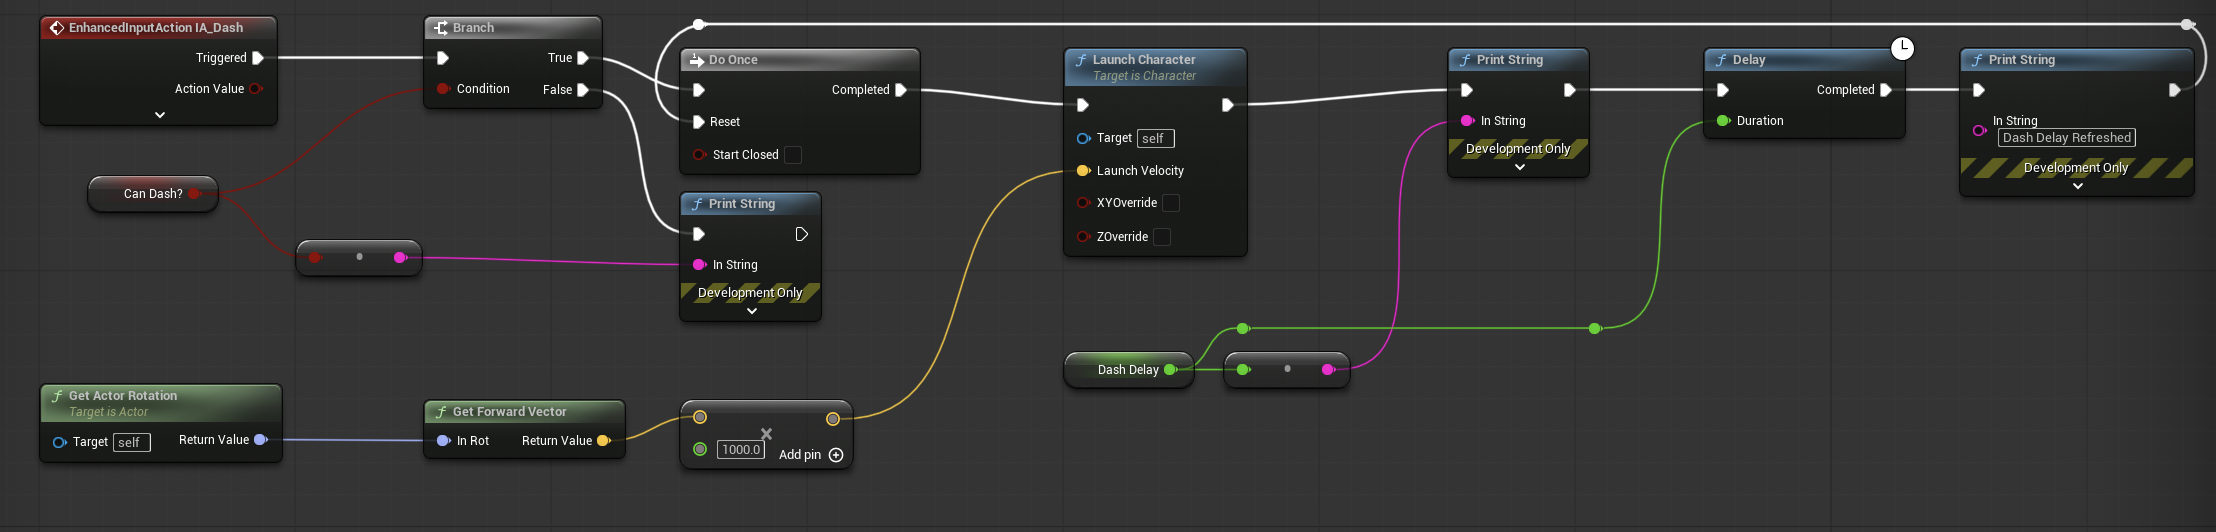 EnhancedInputAction IA_Dash
Triggered
Action Value
Branch
True
Condition
False
Do Once
Completed
Reset
Start Closed
Launch Character
Target is Character
Target self
Launch Velocity
XYOverride
ZOverride
Print String
In String
Development Only
Delay
Completed
Duration
Print String
In String
Dash Delay Refreshed
Development Only
Can Dash?
Print String
In String
Development Only
Dash Delay
Get Actor Rotation
Target is Actor
Target self
Return Value
Get Forward Vector
In Rot
Return Value
1000.0
Add pin